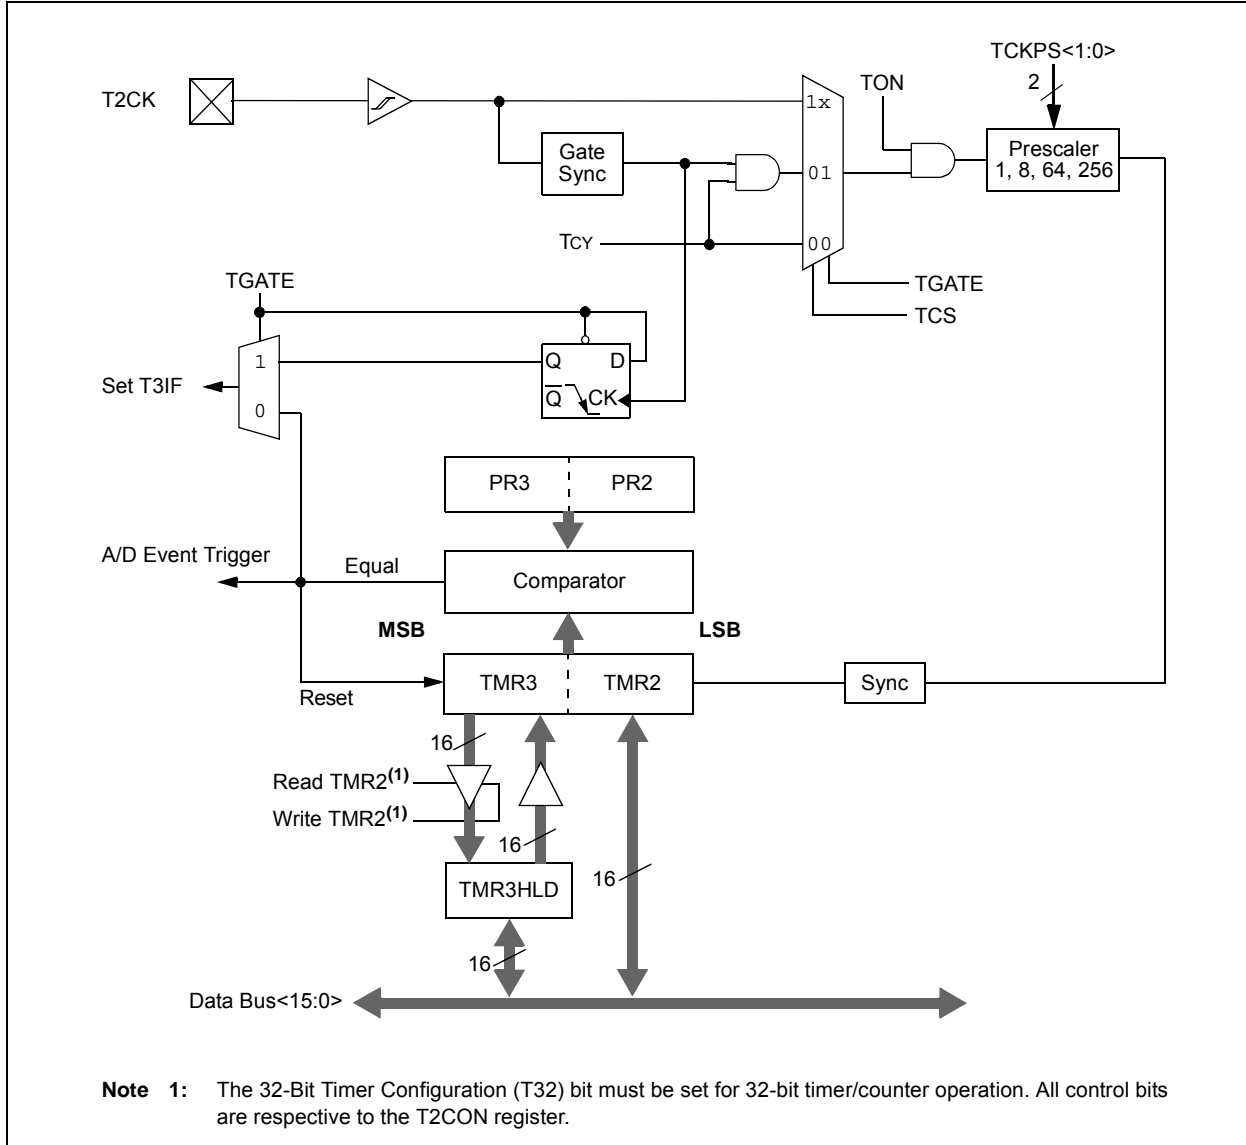 TCKPS<1:0>
2
TON
T2CK
1x
Gate
Sync
Prescaler
1, 8, 64, 256
01
TCY
00
TGATE
TCS
TGATE
1
Q
D
Set T3IF
Q
CK
0
PR3
PR2
A/D Event Trigger
Equal
Comparator
MSB
LSB
TMR3
TMR2
Sync
Reset
16
Read TMR2(1)
Write TMR2(1)
16
16
TMR3HLD
16
Data Bus<15:0>
Note 1: The 32-Bit Timer Configuration (T32) bit must be set for 32-bit timer/counter operation. All control bits
are respective to the T2CON register.